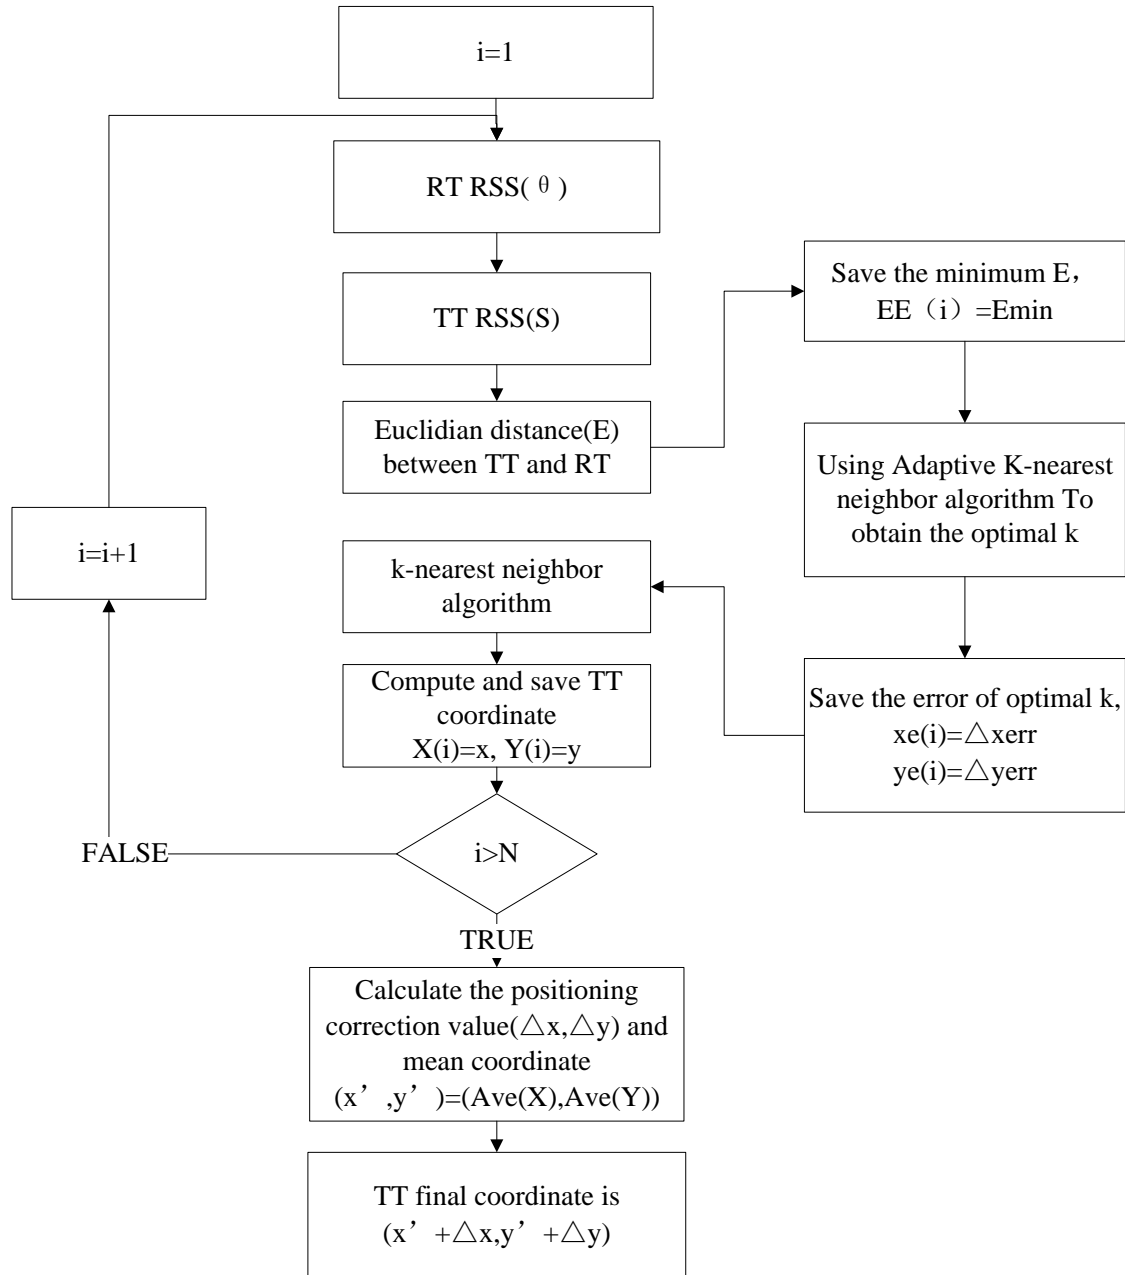 i=1
RT RSS( θ )
TT RSS(S)
Euclidian distance(E)
between TT and RT
Save the minimum E，
EE（i）=Emin
Using Adaptive K-nearest
neighbor algorithm To
obtain the optimal k
Save the error of optimal k,
xe(i)=△xerr
ye(i)=△yerr
k-nearest neighbor
algorithm
Compute and save TT
coordinate
X(i)=x, Y(i)=y
i>N
FALSE
i=i+1
TRUE
Calculate the positioning
correction value(△x,△y) and
mean coordinate
(x’ ,y’ )=(Ave(X),Ave(Y))
TT final coordinate is
(x’ +△x,y’ +△y)